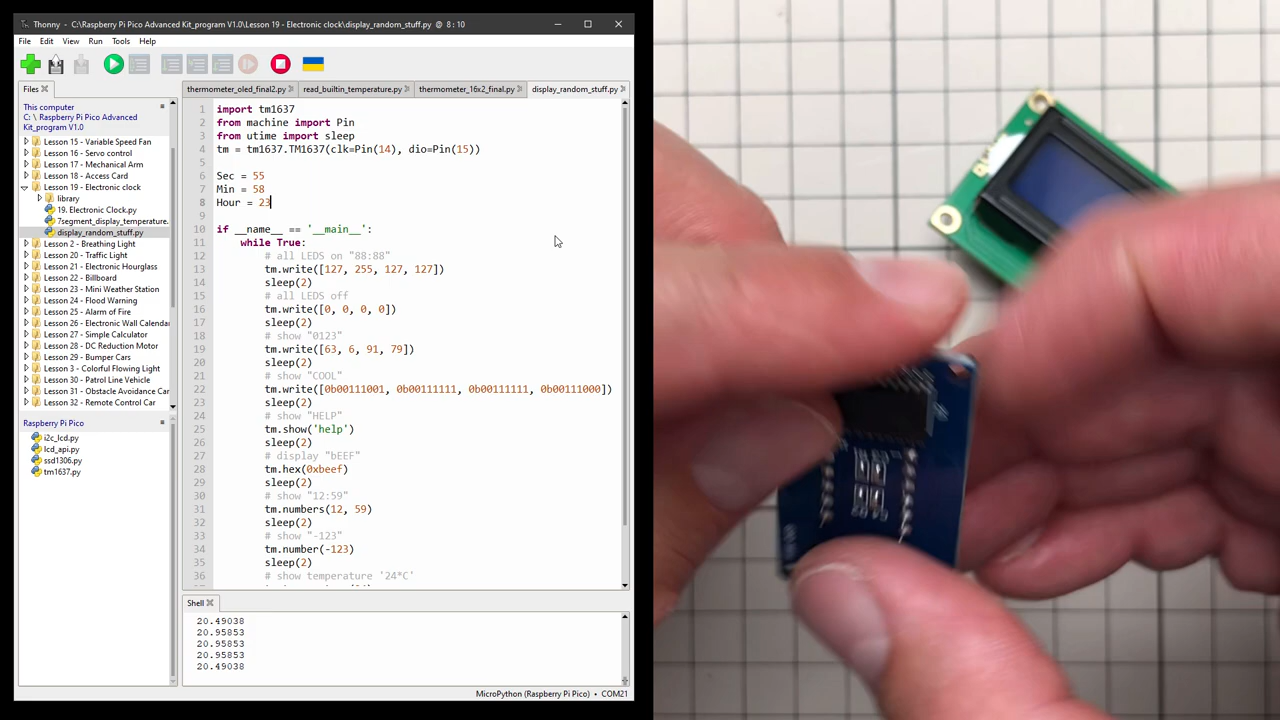 Thonny - C:\Raspberry Pi Pico Advanced Kit_program V1.0\Lesson 19 - Electronic clock\display_random_stuff.py @ 8 : 10
File Edit View Run Tools Help
Files
This computer
C: \ Raspberry Pi Pico Advanced
Kit_program V1.0
Lesson 15 - Variable Speed Fan
Lesson 16 - Servo control
Lesson 17 - Mechanical Arm
Lesson 18 - Access Card
Lesson 19 - Electronic clock
library
19. Electronic Clock.py
7segment_display_temperature.
display_random_stuff.py
Lesson 2 - Breathing Light
Lesson 20 - Traffic Light
Lesson 21 - Electronic Hourglass
Lesson 22 - Billboard
Lesson 23 - Mini Weather Station
Lesson 24 - Flood Warning
Lesson 25 - Alarm of Fire
Lesson 26 - Electronic Wall Calenda
Lesson 27 - Simple Calculator
Lesson 28 - DC Reduction Motor
Lesson 29 - Bumper Cars
Lesson 3 - Colorful Light
Lesson 30 - Patrol Line Vehicle
Lesson 31 - Obstacle Avoidance Car
Lesson 32 - Remote Control Car
Raspberry Pi Pico
i2c_lcd.py
lcd_api.py
ssd1306.py
tm1637.py
thermometer_oled_final2.py read_builtin_temperature.py thermometer_16x2_final.py display_random_stuff.py
1 import tm1637
2 from machine import Pin
3 from utime import sleep
4 tm = tm1637.TM1637(clk=Pin(14), dio=Pin(15))
5
6 Sec = 55
7 Min = 58
8 Hour = 23
9
10 if __name__ == '__main__':
11 while True:
12 # all LEDS on "88:88"
13 tm.write([127, 255, 127, 127])
14 sleep(2)
15 # all LEDS off
16 tm.write([0, 0, 0, 0])
17 sleep(2)
18 # show "0123"
19 tm.write([63, 6, 91, 79])
20 sleep(2)
21 # show "COOL"
22 tm.write([0b00111001, 0b00111111, 0b00111111, 0b00111000])
23 sleep(2)
24 # show "HELP"
25 tm.show('help')
26 sleep(2)
27 # display "bEEF"
28 tm.hex(0xbeef)
29 sleep(2)
30 # show "12:59"
31 tm.numbers(12, 59)
32 sleep(2)
33 # show "-123"
34 tm.number(-123)
35 sleep(2)
36 # show temperature '24*C'
Shell
20.49038
20.95853
20.95853
20.95853
20.49038
MicroPython (Raspberry Pi Pico) • COM21